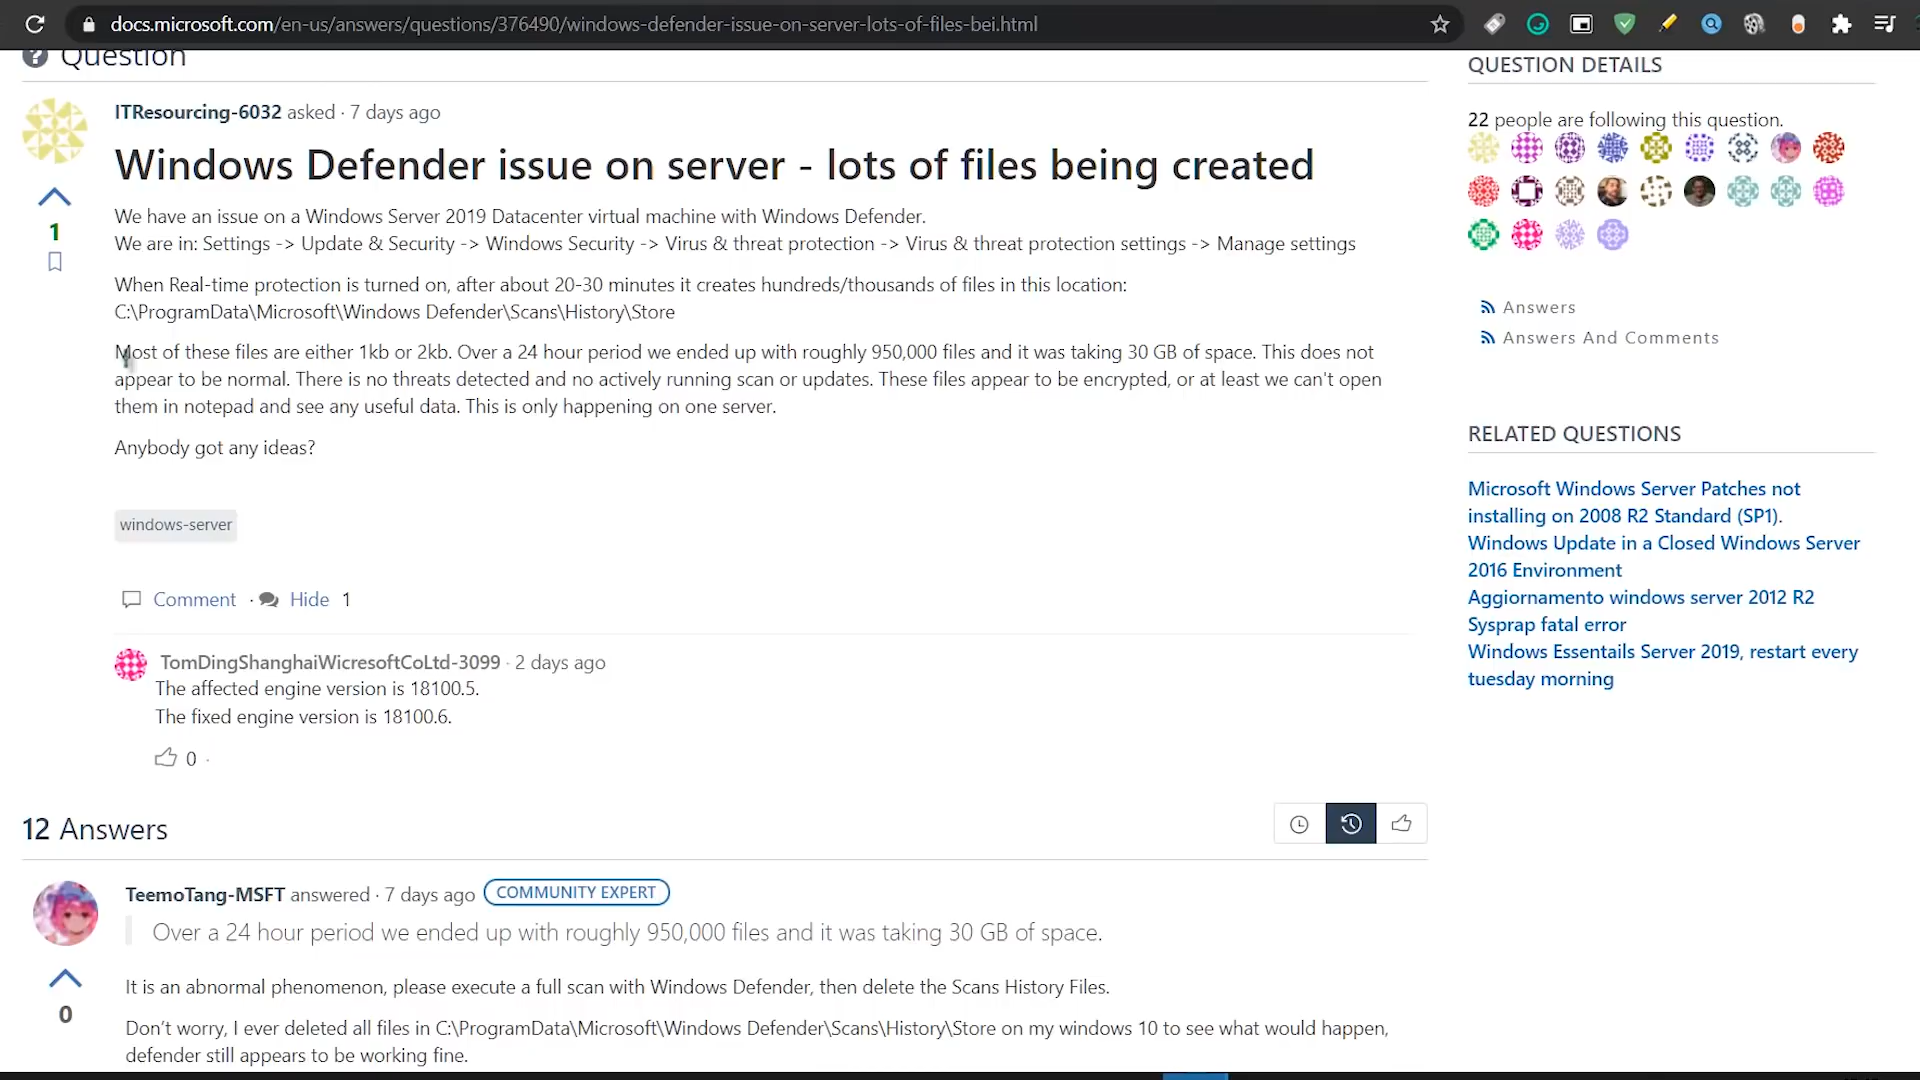 docs.microsoft.com/en-us/answers/questions/376490/windows-defender-issue-on-server-lots-of-files-bei.html
Question
ITResourcing-6032 asked · 7 days ago
Windows Defender issue on server - lots of files being created
1
We have an issue on a Windows Server 2019 Datacenter virtual machine with Windows Defender.
We are in: Settings -> Update & Security -> Windows Security -> Virus & threat protection -> Virus & threat protection settings -> Manage settings
When Real-time protection is turned on, after about 20-30 minutes it creates hundreds/thousands of files in this location:
C:\ProgramData\Microsoft\Windows Defender\Scans\History\Store
Most of these files are either 1kb or 2kb. Over a 24 hour period we ended up with roughly 950,000 files and it was taking 30 GB of space. This does not
appear to be normal. There is no threats detected and no actively running scan or updates. These files appear to be encrypted, or at least we can't open
them in notepad and see any useful data. This is only happening on one server.
Anybody got any ideas?
windows-server
Comment · Hide 1
TomDingShanghaiWicresoftCoLtd-3099 · 2 days ago
The affected engine version is 18100.5.
The fixed engine version is 18100.6.
0 ·
12 Answers
TeemoTang-MSFT answered · 7 days ago COMMUNITY EXPERT
Over a 24 hour period we ended up with roughly 950,000 files and it was taking 30 GB of space.
0
It is an abnormal phenomenon, please execute a full scan with Windows Defender, then delete the Scans History Files.
Don't worry, I ever deleted all files in C:\ProgramData\Microsoft\Windows Defender\Scans\History\Store on my windows 10 to see what would happen,
defender still appears to be working fine.
QUESTION DETAILS
22 people are following this question.
Answers
Answers And Comments
RELATED QUESTIONS
Microsoft Windows Server Patches not
installing on 2008 R2 Standard (SP1).
Windows Update in a Closed Windows Server
2016 Environment
Aggiornamento windows server 2012 R2
Sysprap fatal error
Windows Essentails Server 2019, restart every
tuesday morning